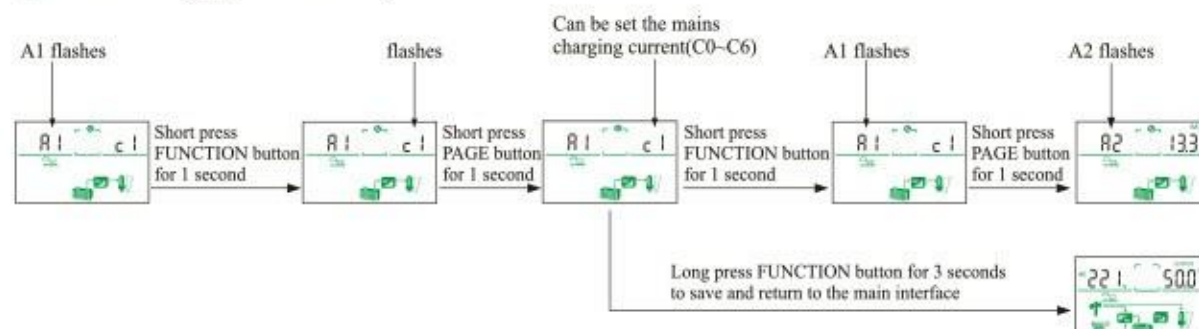 Can be set the mains
charging current(C0~C6)
A1 flashes
flashes
A1 flashes
A2 flashes
A1 c1
Short press
FUNCTION button
for 1 second
A1 c1
Short press
PAGE button
for 1 second
A1 c1
Short press
FUNCTION button
for 1 second
A1 c1
Short press
PAGE button
for 1 second
A2 13.3
Long press FUNCTION button for 3 seconds
to save and return to the main interface
221 50.0